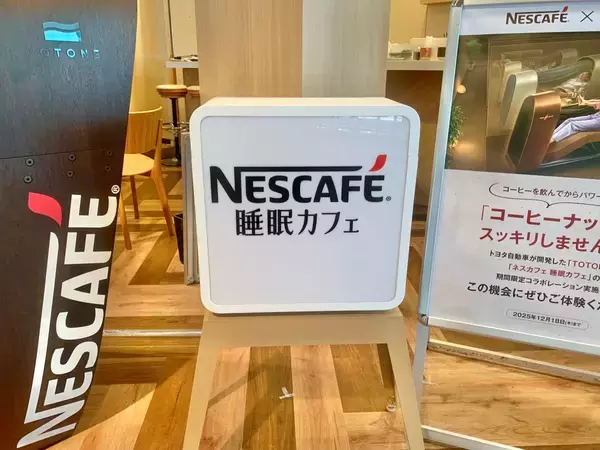 TOTONE
NESCAFÉ®
NESCAFÉ®
睡眠カフェ
NESCAFÉ® ×
コーヒーを飲んでからパワー
「コーヒーナッ
スッキリしません
トヨタ自動車が開発した「TOTO
「ネスカフェ 睡眠カフェ」の
期間限定コラボレーション実施
この機会にぜひご体験く
2025年12月18日(木)まで